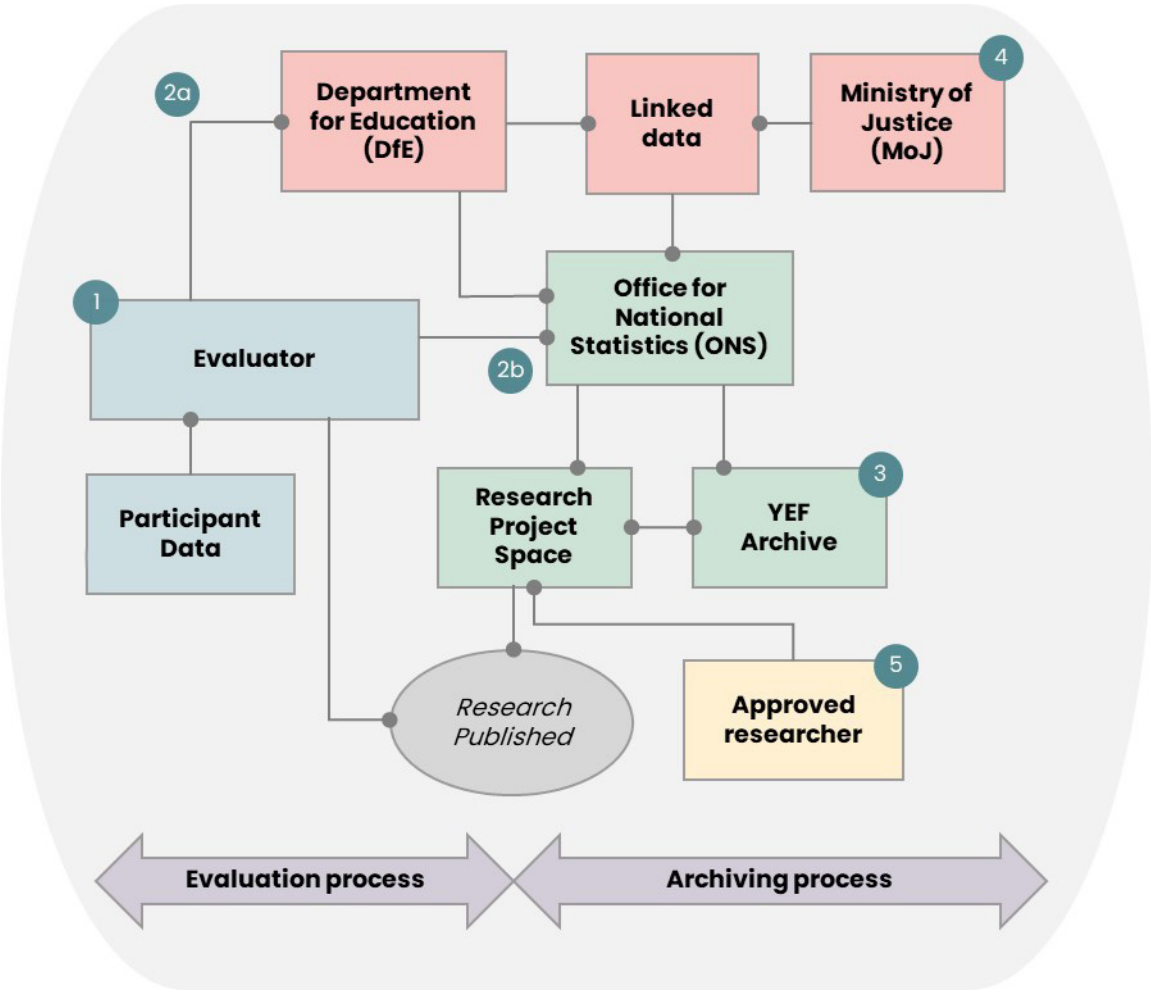 2a
Department
for Education
(DfE)
Linked
data
4
Ministry of
Justice
(MoJ)
1
Evaluator
Office for
National
Statistics (ONS)
2b
Participant
Data
Research
Project
Space
3
YEF
Archive
Research
Published
5
Approved
researcher
Evaluation process
Archiving process